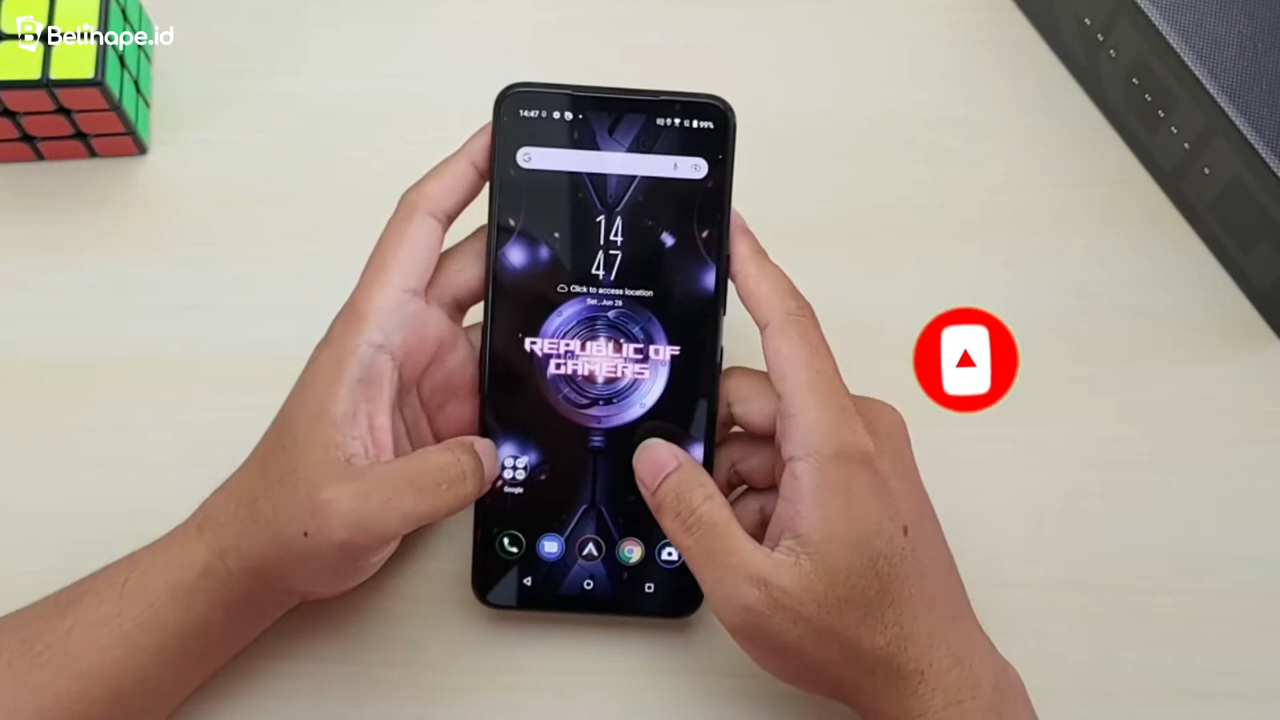 Belihape.id
14:47
99%
14
47
Click to access location
Sat, Jun 26
REPUBLIC OF
GAMERS
Google